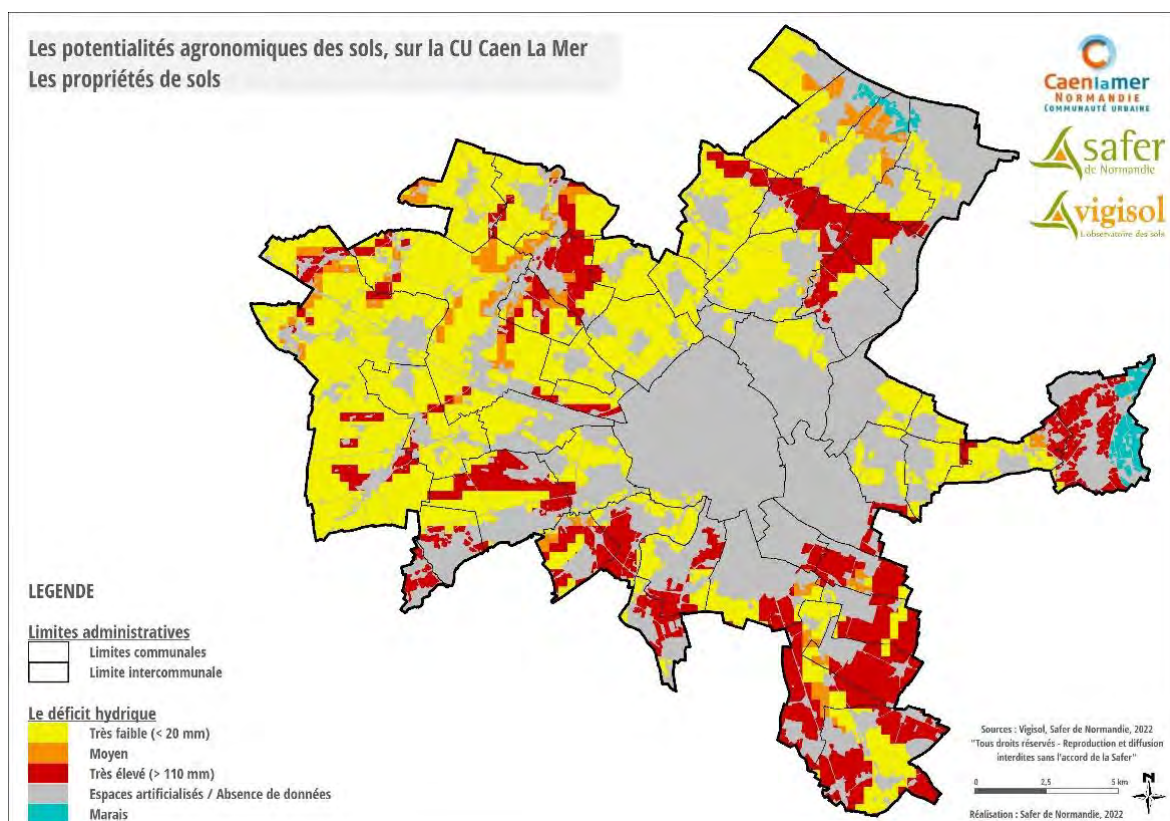 Les potentialités agronomiques des sols, sur la CU Caen La Mer
Les propriétés de sols
Caenlamer
NORMANDIE
COMMUNAUTÉ URBAINE
safer
de Normandie
vigisol
L'observatoire des sols
LEGENDE
Limites administratives
Limites communales
Limite intercommunale
Le déficit hydrique
Très faible (< 20 mm)
Moyen
Très élevé (> 110 mm)
Espaces artificialisés / Absence de données
Marais
Sources : Vigisol, Safer de Normandie, 2022
"Tous droits réservés - Reproduction et diffusion
interdites sans l'accord de la Safer"
0 2,5 5 km
N
Réalisation : Safer de Normandie, 2022